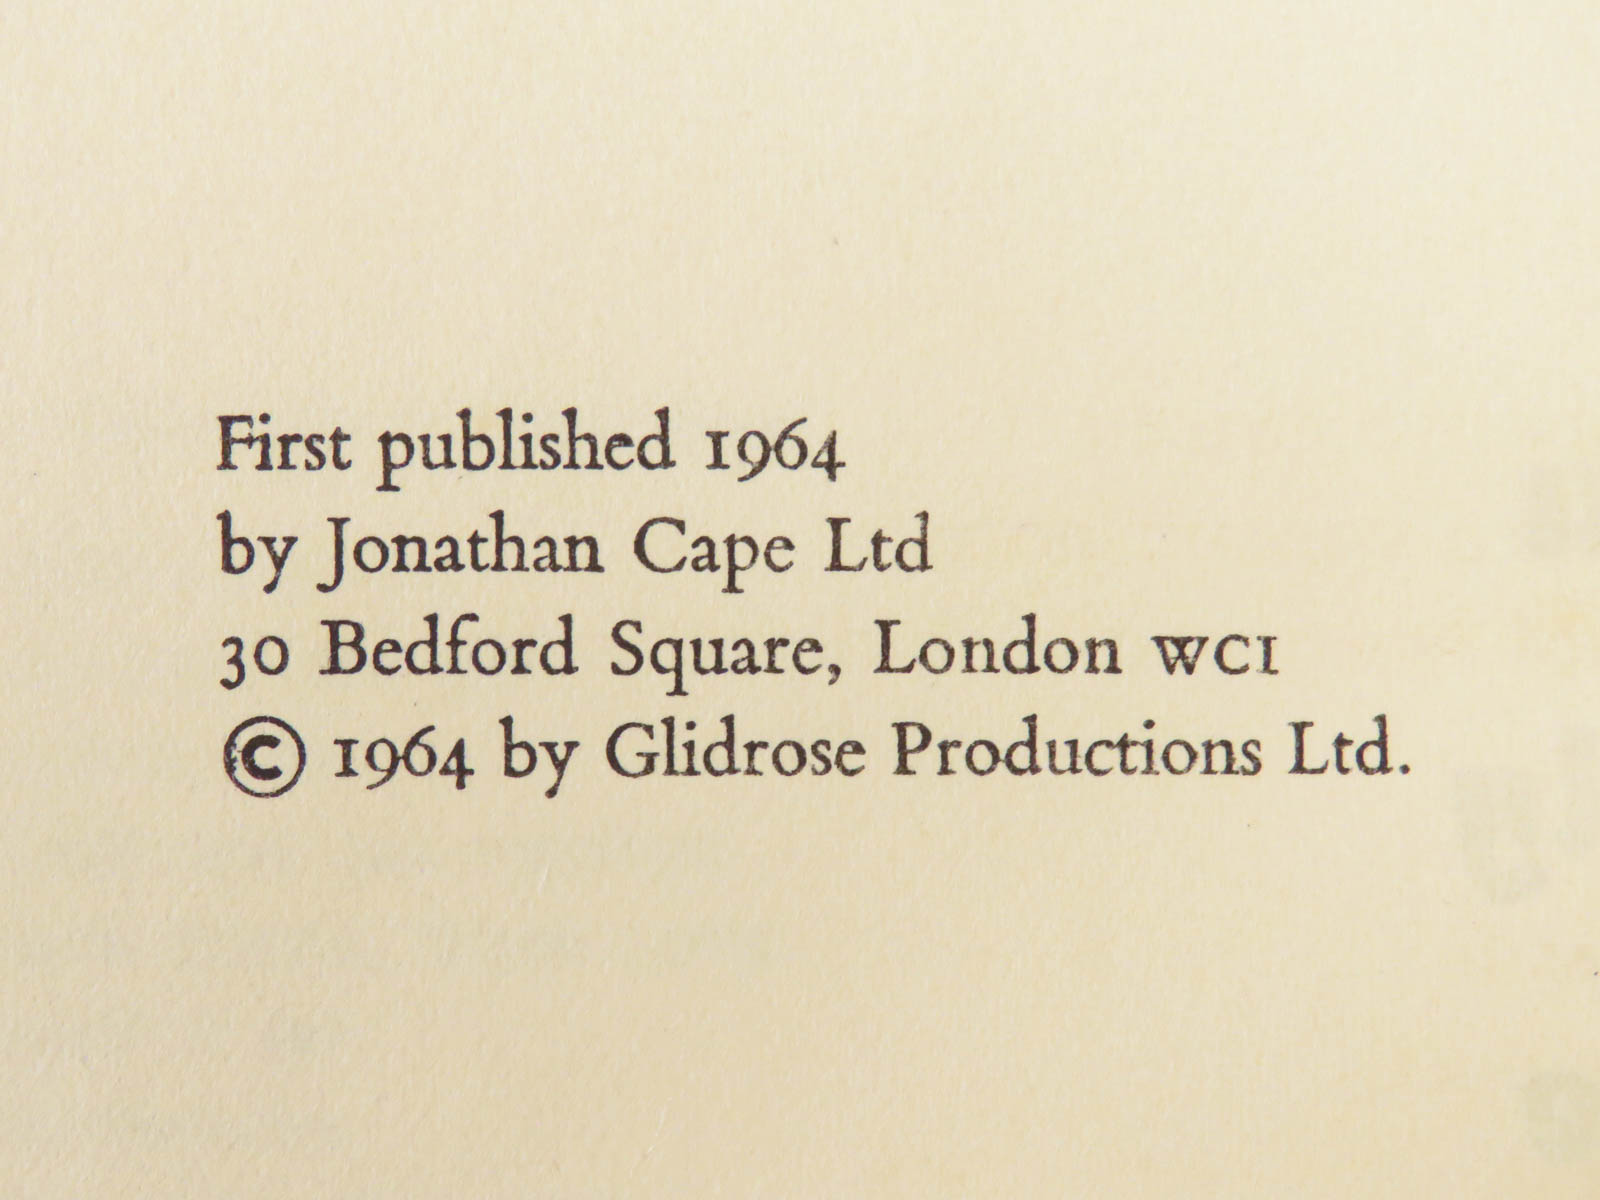 First published 1964
by Jonathan Cape Ltd
30 Bedford Square, London WC1
© 1964 by Glidrose Productions Ltd.